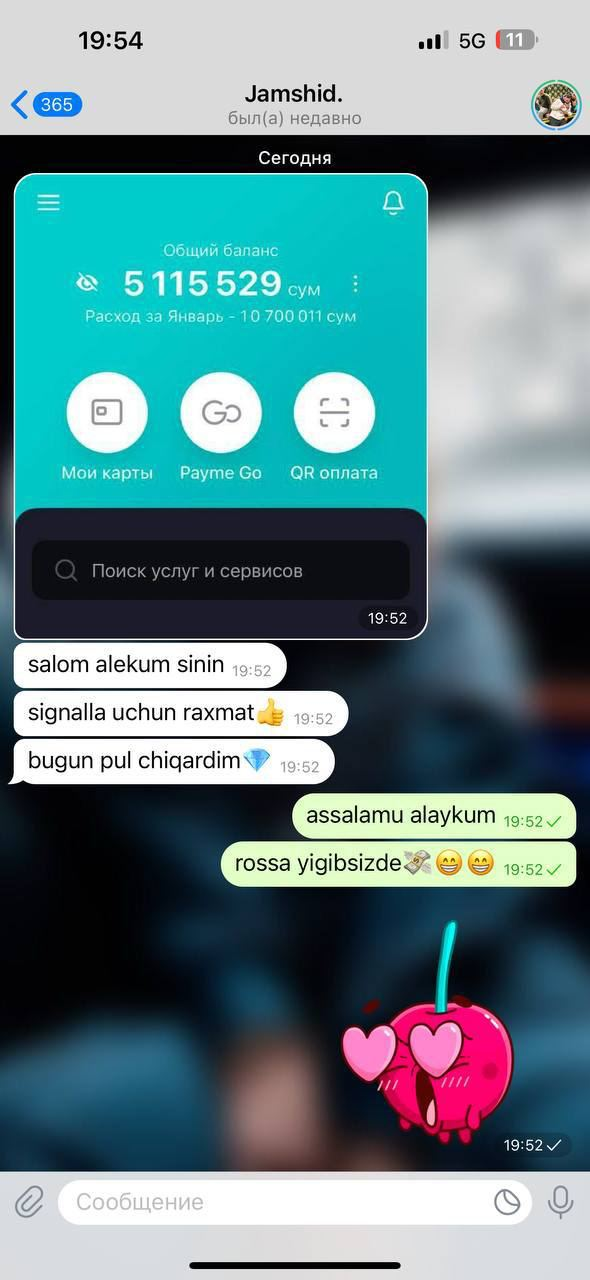 19:54
5G
11
365
Jamshid.
был(а) недавно
Сегодня
Общий баланс
5 115 529 сум
Расход за Январь - 10 700 011 сум
Мои карты
Payme Go
QR оплата
Поиск услуг и сервисов
19:52
salom alekum sinin 19:52
signalla uchun raxmat👍 19:52
bugun pul chiqardim💎 19:52
assalamu alaykum 19:52
rossa yigibsizde💸😁😁 19:52
19:52
Сообщение